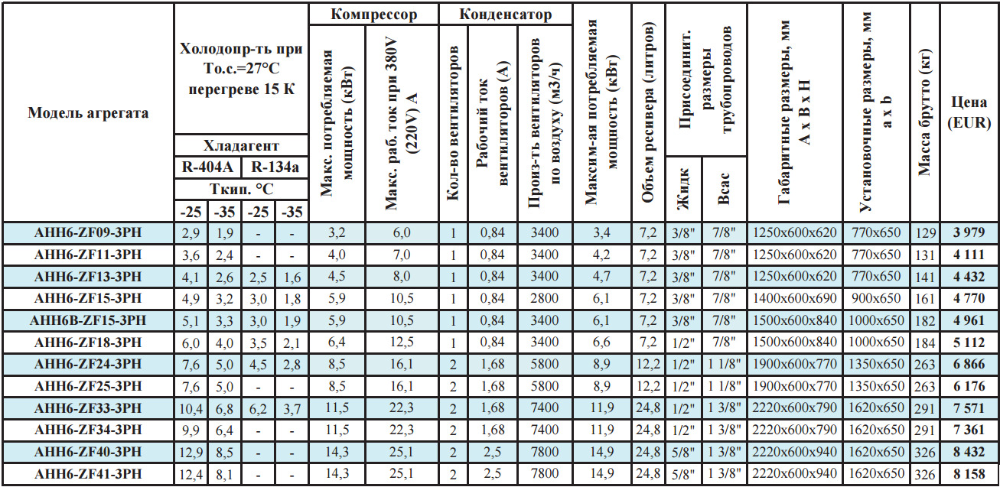 Модель агрегата
Холодопр-ть при
То.с.=27°С
перегреве 15 К
Хладагент
R-404A R-134a
Ткип. °С
-25 -35 -25 -35
Компрессор
Макс. потребляемая
мощность (кВт)
Макс. раб. ток при 380V
(220V) А
Конденсатор
Кол-во вентиляторов
Рабочий ток
вентиляторов (А)
Произ-ть вентиляторов
по воздуху (м3/ч)
Максим-ая потребляемая
мощность (кВт)
Объем ресивера (литров)
Присоединит.
размеры
трубопроводов
Жидк
Всас
Габаритные размеры, мм
А х В х Н
Установочные размеры, мм
a x b
Масса брутто (кг)
Цена
(EUR)
АНН6-ZF09-3PH 2,9 1,9 - - 3,2 6,0 1 0,84 3400 3,4 7,2 3/8" 7/8" 1250x600x620 770x650 129 3 979
АНН6-ZF11-3PH 3,6 2,4 - - 4,0 7,0 1 0,84 3400 4,2 7,2 3/8" 7/8" 1250x600x620 770x650 131 4 111
АНН6-ZF13-3PH 4,1 2,6 2,5 1,6 4,5 8,0 1 0,84 3400 4,7 7,2 3/8" 7/8" 1250x600x620 770x650 141 4 432
АНН6-ZF15-3PH 4,9 3,2 3,0 1,8 5,9 10,5 1 0,84 2800 6,1 7,2 3/8" 7/8" 1400x600x690 900x650 161 4 770
АНН6В-ZF15-3PH 5,1 3,3 3,0 1,9 5,9 10,5 1 0,84 3400 6,1 7,2 3/8" 7/8" 1500x600x840 1000x650 182 4 961
АНН6-ZF18-3PH 6,0 4,0 3,5 2,1 6,4 12,5 1 0,84 3400 6,6 7,2 1/2" 7/8" 1500x600x840 1000x650 184 5 112
АНН6-ZF24-3PH 7,6 5,0 4,5 2,8 8,5 16,1 2 1,68 5800 8,9 12,2 1/2" 1 1/8" 1900x600x770 1350x650 263 6 866
АНН6-ZF25-3PH 7,6 5,0 - - 8,5 16,1 2 1,68 5800 8,9 12,2 1/2" 1 1/8" 1900x600x770 1350x650 263 6 176
АНН6-ZF33-3PH 10,4 6,8 6,2 3,7 11,5 22,3 2 1,68 7400 11,9 24,8 1/2" 1 3/8" 2220x600x790 1620x650 291 7 571
АНН6-ZF34-3PH 9,9 6,4 - - 11,5 22,3 2 1,68 7400 11,9 24,8 1/2" 1 3/8" 2220x600x790 1620x650 291 7 361
АНН6-ZF40-3PH 12,9 8,5 - - 14,3 25,1 2 2,5 7800 14,9 24,8 5/8" 1 3/8" 2220x600x940 1620x650 326 8 432
АНН6-ZF41-3PH 12,4 8,1 - - 14,3 25,1 2 2,5 7800 14,9 24,8 5/8" 1 3/8" 2220x600x940 1620x650 326 8 158